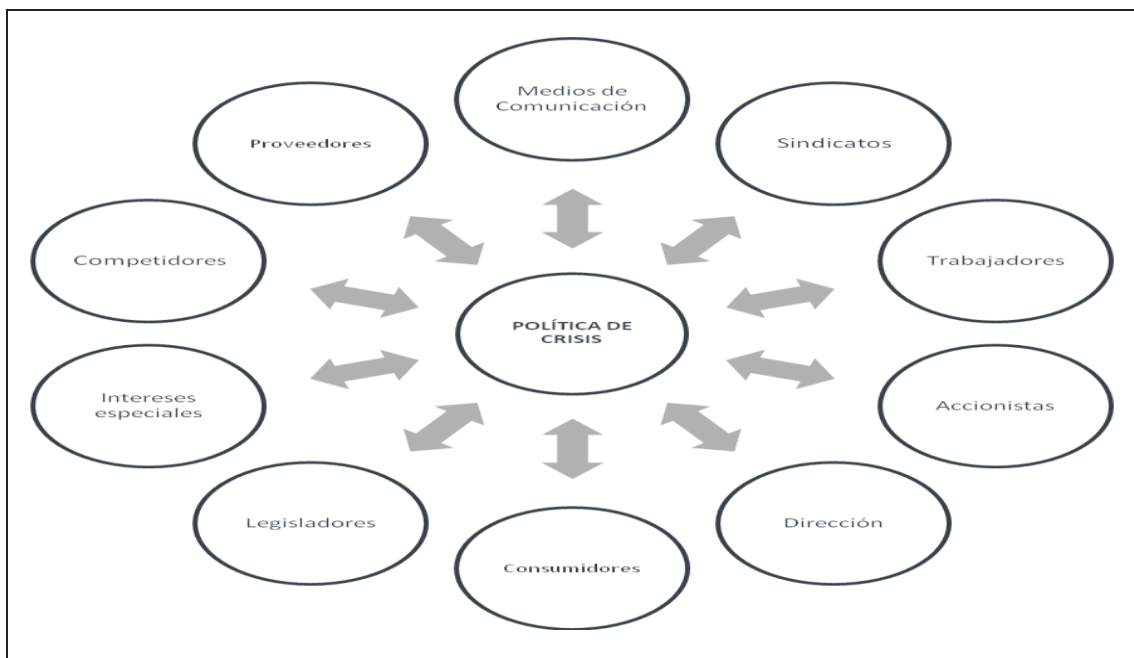 Medios de
Comunicación
Sindicatos
Trabajadores
Accionistas
Dirección
Consumidores
Legisladores
Intereses
especiales
Competidores
Proveedores
POLÍTICA DE
CRISIS